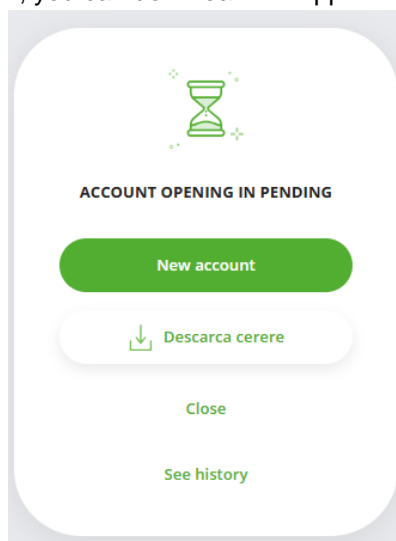 ACCOUNT OPENING IN PENDING
New account
Descarca cerere
Close
See history